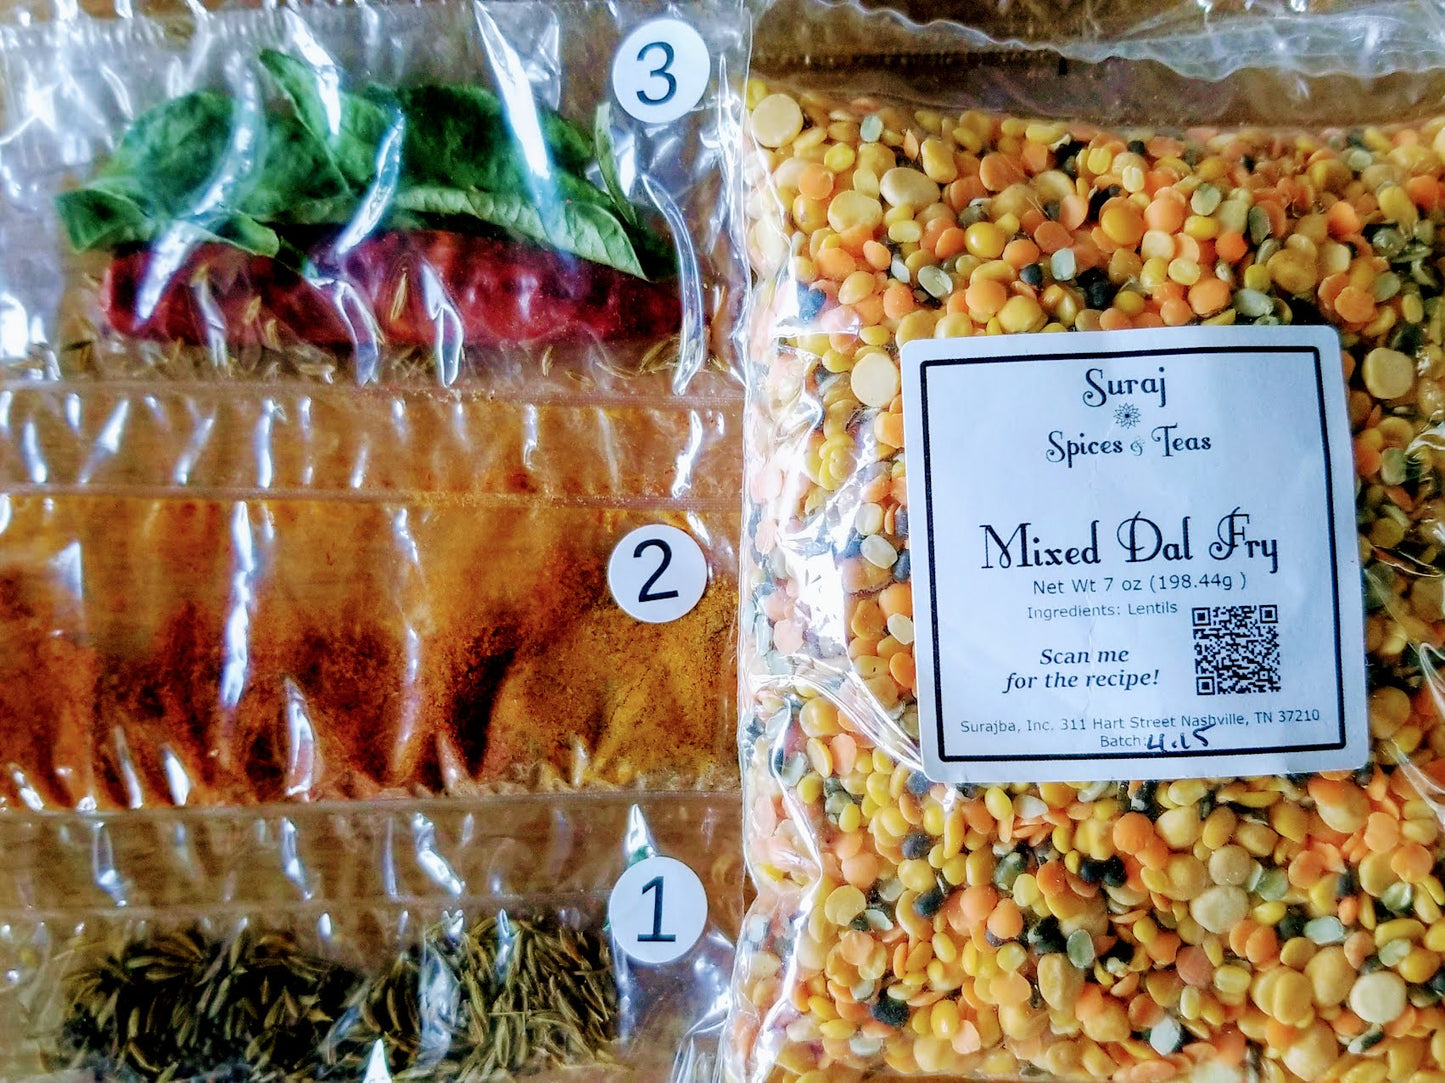 3
2
1
Suraj
Spices & Teas
Mixed Dal Fry
Net Wt 7 oz (198.44g )
Ingredients: Lentils
Scan me
for the recipe!
Surajba, Inc. 311 Hart Street Nashville, TN 37210
Batch: 4.15